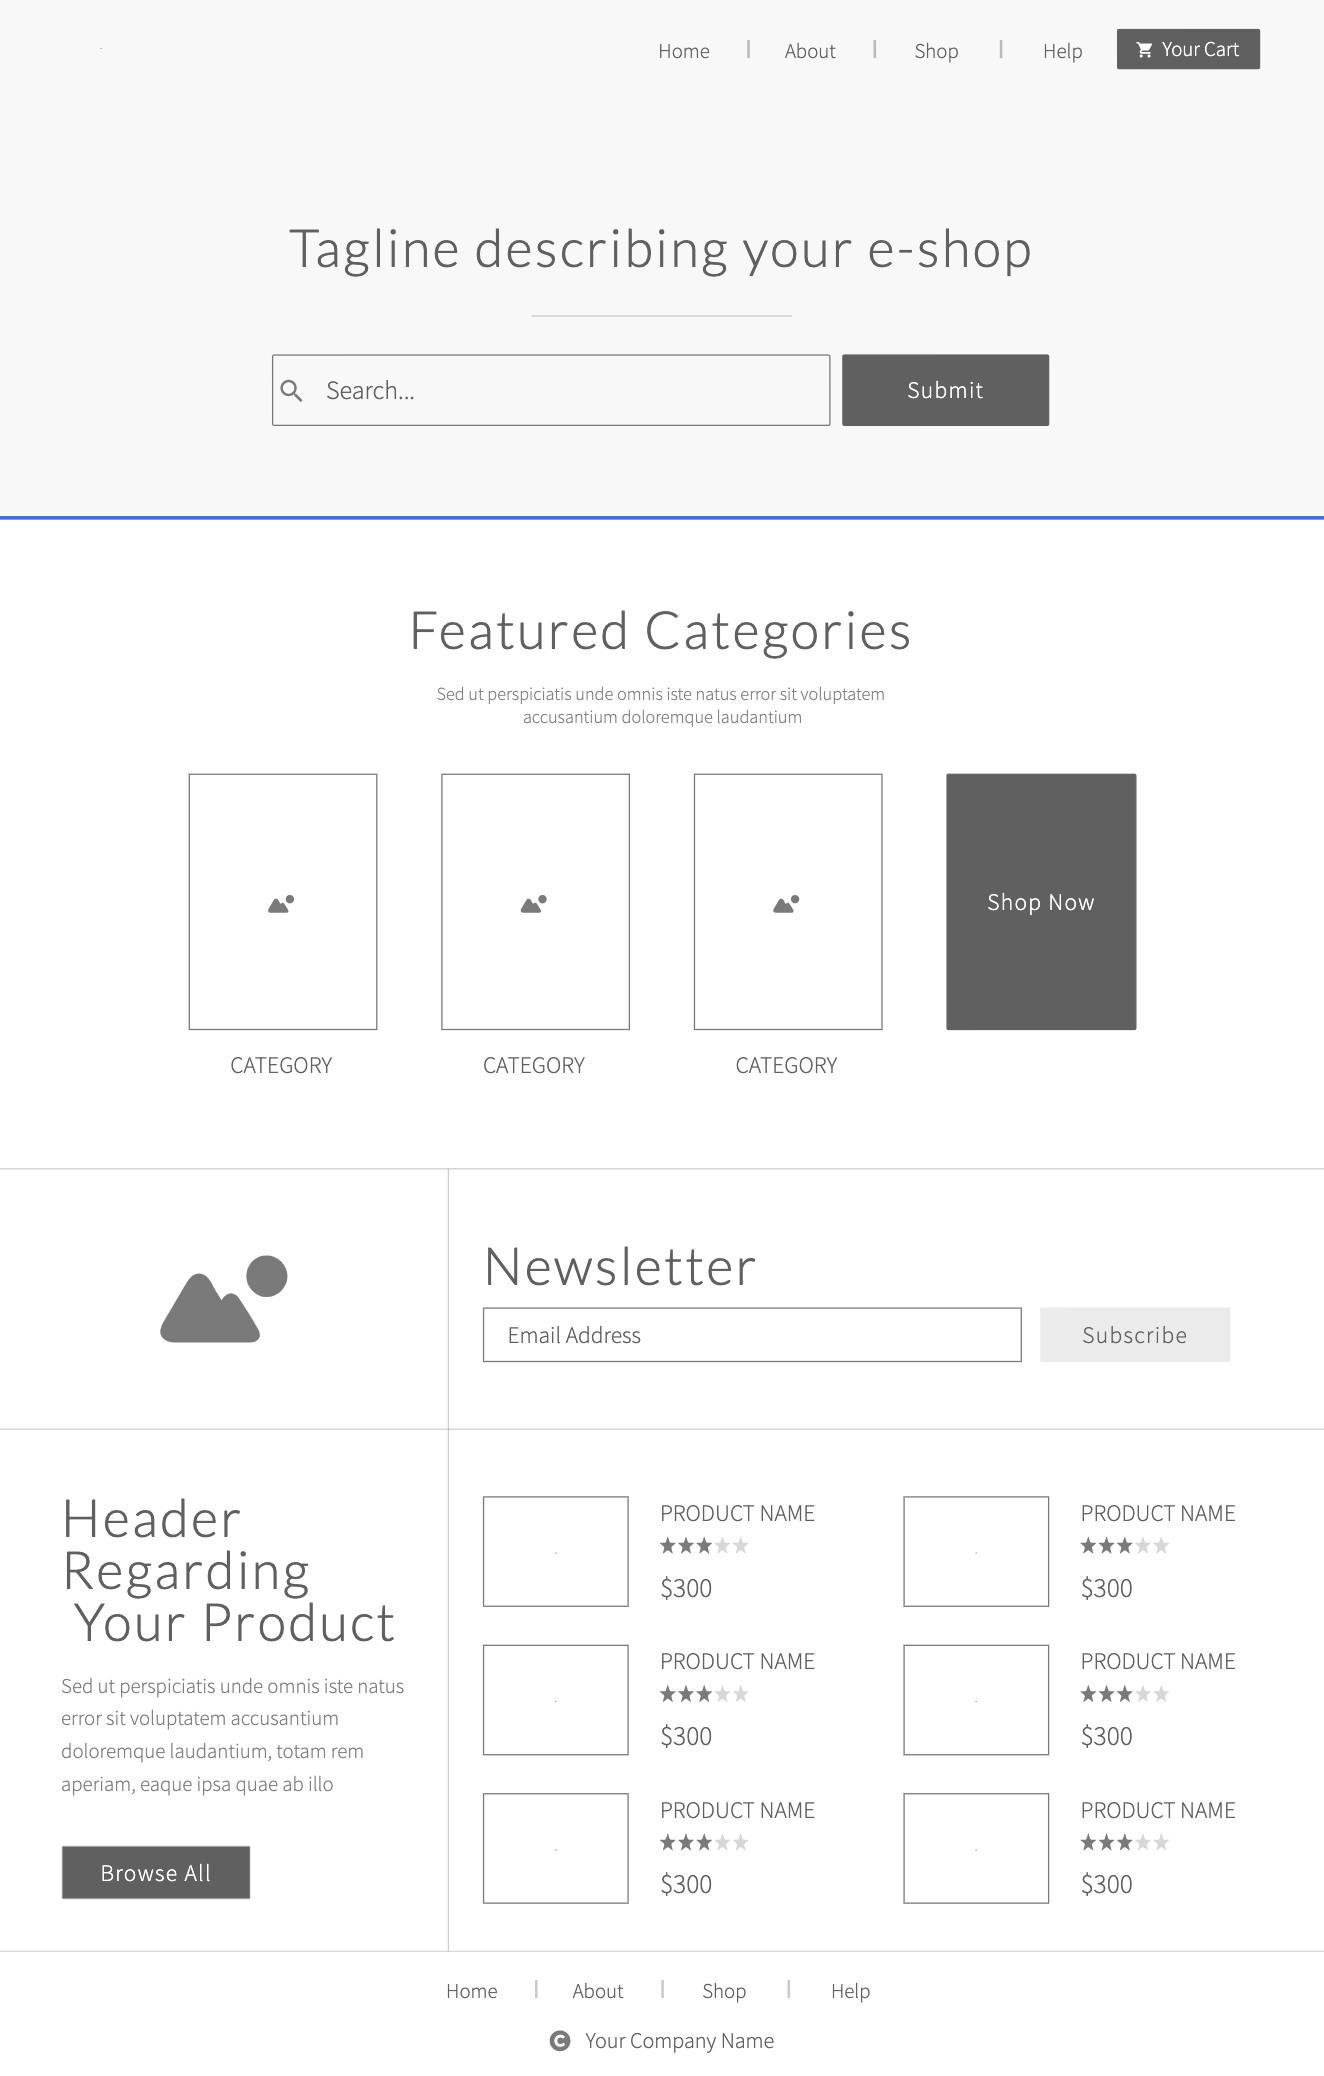 Home | About | Shop | Help Your Cart
Tagline describing your e-shop
Search... Submit
Featured Categories
Sed ut perspiciatis unde omnis iste natus error sit voluptatem
accusantium doloremque laudantium
Shop Now
CATEGORY CATEGORY CATEGORY
Newsletter
Email Address Subscribe
Header
Regarding
Your Product
Sed ut perspiciatis unde omnis iste natus
error sit voluptatem accusantium
doloremque laudantium, totam rem
aperiam, eaque ipsa quae ab illo
Browse All
PRODUCT NAME PRODUCT NAME
$300 $300
PRODUCT NAME PRODUCT NAME
$300 $300
PRODUCT NAME PRODUCT NAME
$300 $300
Home | About | Shop | Help
© Your Company Name